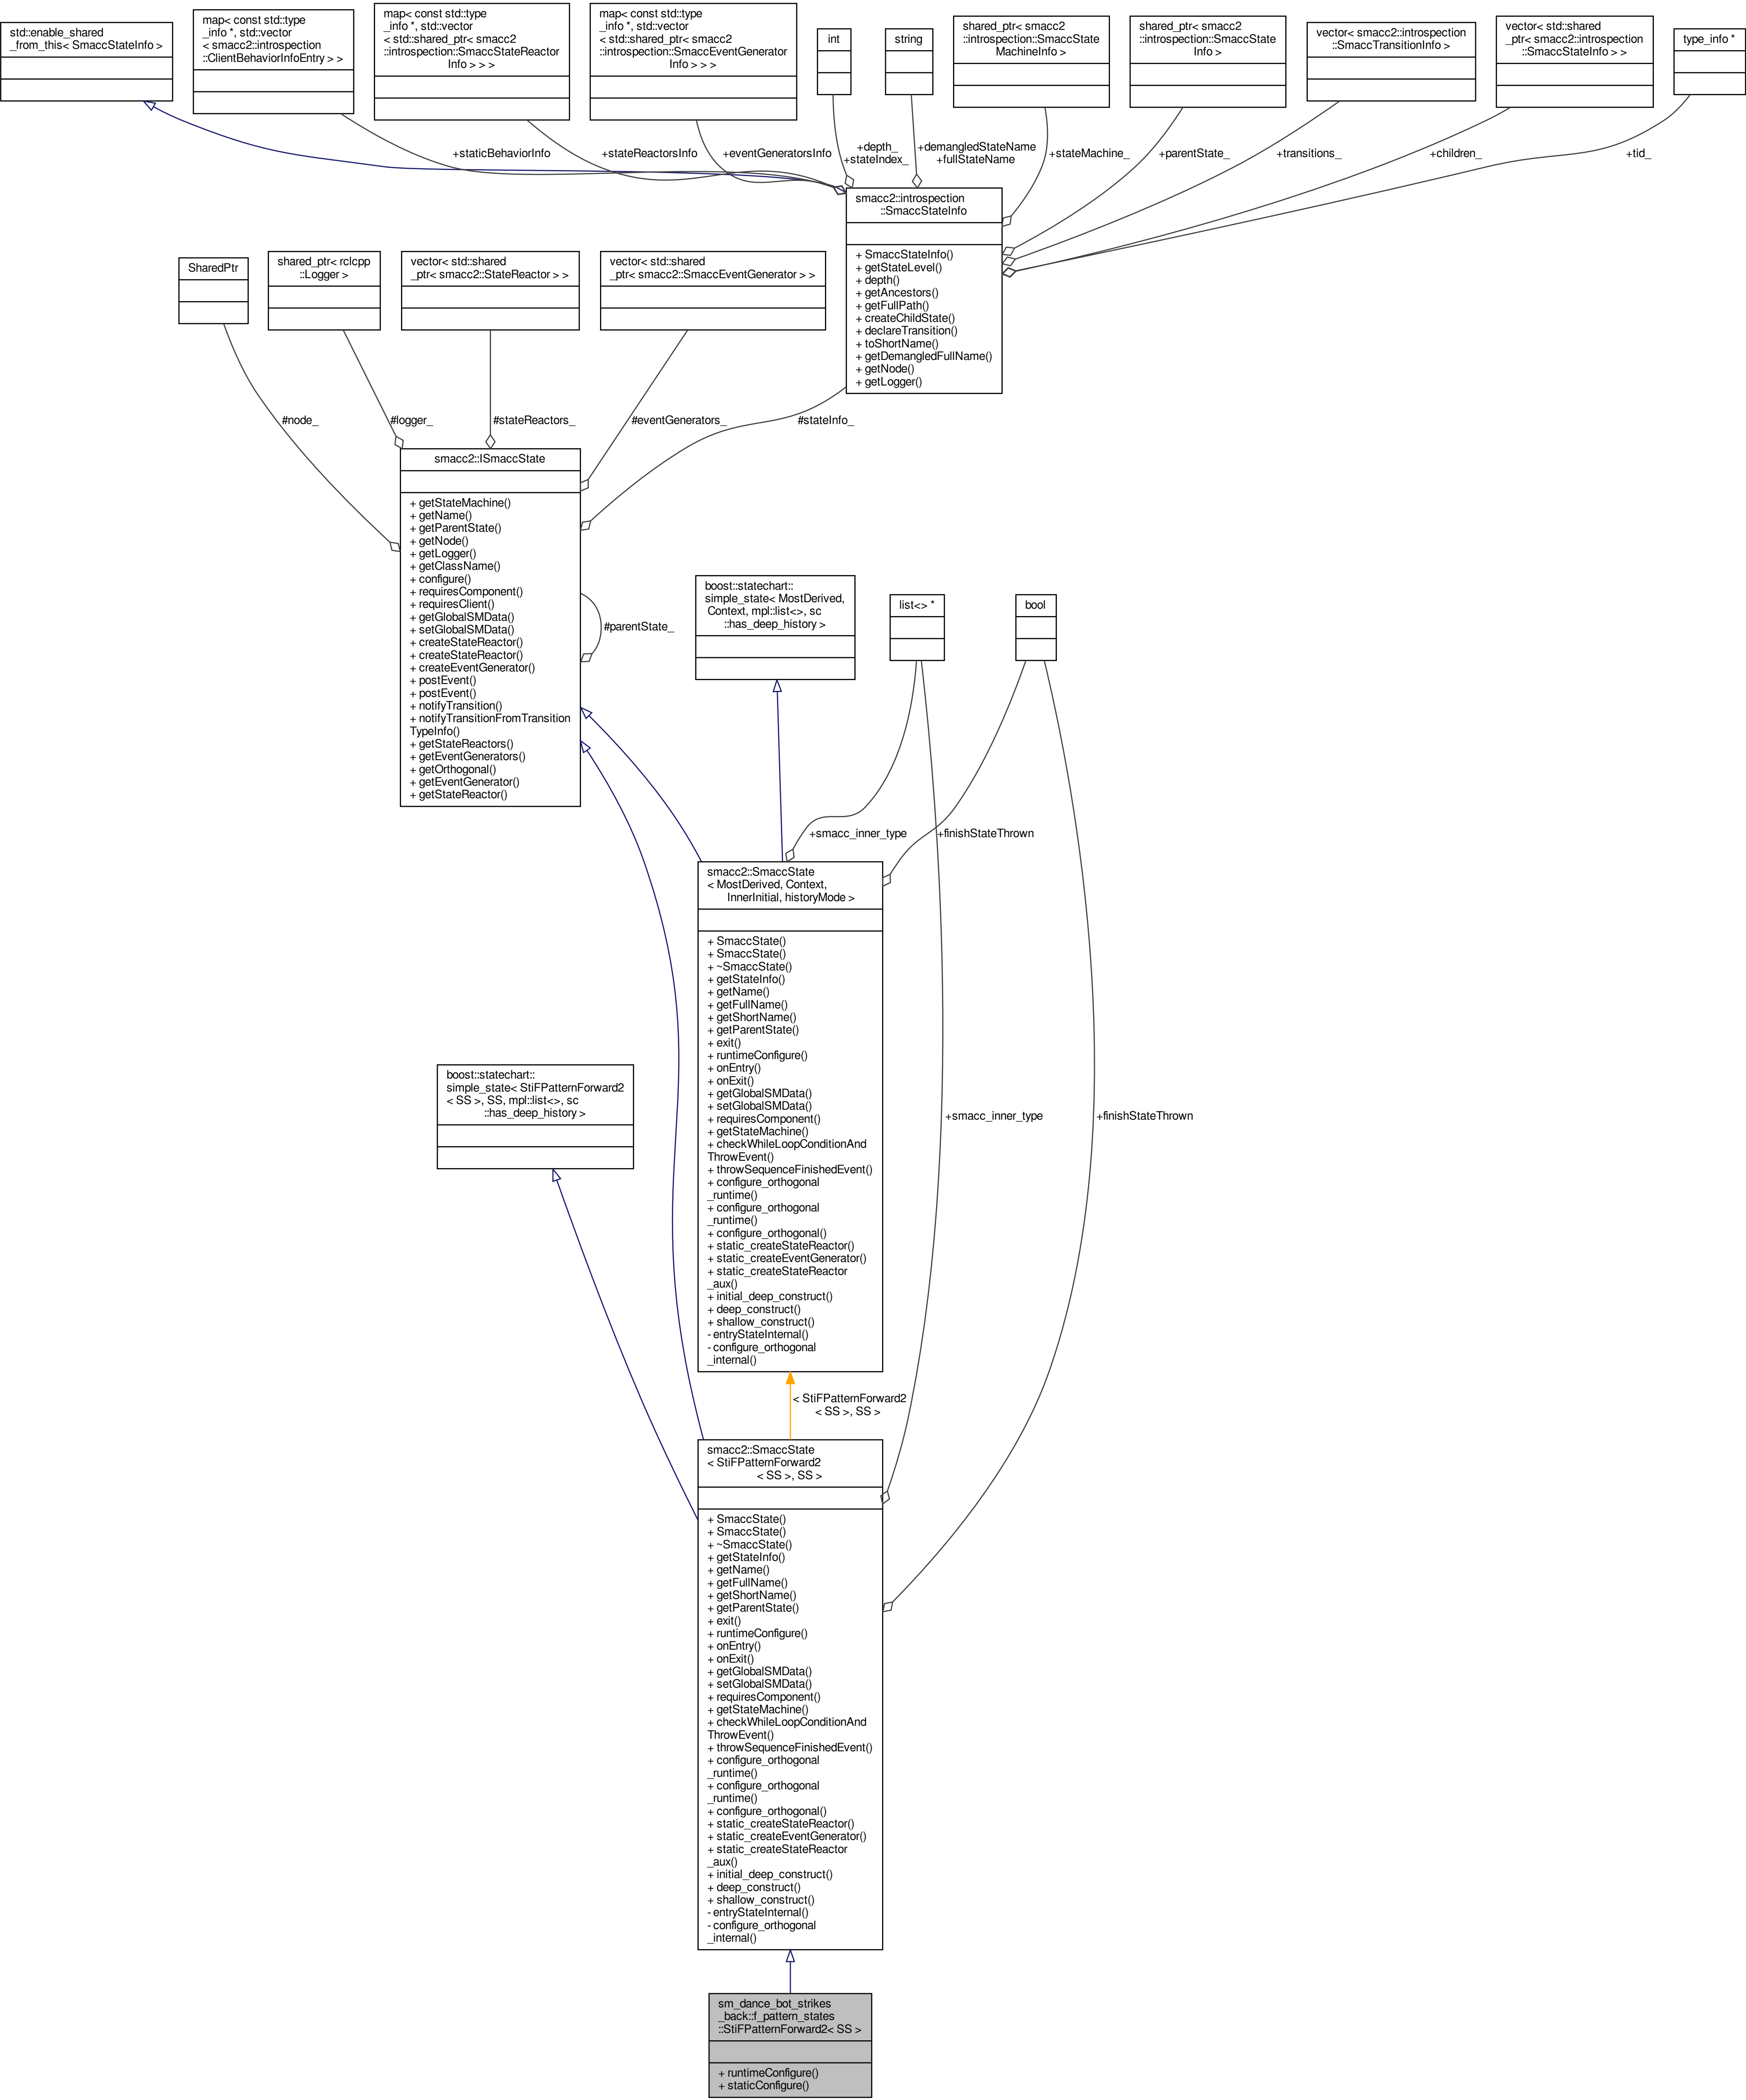 std::enable_shared
_from_this< SmaccStateInfo >
map< const std::type
_info *, std::vector
< smacc2::introspection
::ClientBehaviorInfoEntry > >
map< const std::type
_info *, std::vector
< std::shared_ptr< smacc2
::introspection::SmaccStateReactor
Info > > >
map< const std::type
_info *, std::vector
< std::shared_ptr< smacc2
::introspection::SmaccEventGenerator
Info > > >
int
string
shared_ptr< smacc2
::introspection::SmaccState
MachineInfo >
shared_ptr< smacc2
::introspection::SmaccState
Info >
vector< smacc2::introspection
::SmaccTransitionInfo >
vector< std::shared
_ptr< smacc2::introspection
::SmaccStateInfo > >
type_info *
+staticBehaviorInfo
+stateReactorsInfo
+eventGeneratorsInfo
+depth_
+stateIndex_
+demangledStateName
+fullStateName
+stateMachine_
+parentState_
+transitions_
+children_
+tid_
smacc2::introspection
::SmaccStateInfo
+ SmaccStateInfo()
+ getStateLevel()
+ depth()
+ getAncestors()
+ getFullPath()
+ createChildState()
+ declareTransition()
+ toShortName()
+ getDemangledFullName()
+ getNode()
+ getLogger()
SharedPtr
shared_ptr< rclcpp
::Logger >
vector< std::shared
_ptr< smacc2::StateReactor > >
vector< std::shared
_ptr< smacc2::SmaccEventGenerator > >
#node_
#logger_
#stateReactors_
#eventGenerators_
#stateInfo_
smacc2::ISmaccState
+ getStateMachine()
+ getName()
+ getParentState()
+ getNode()
+ getLogger()
+ getClassName()
+ configure()
+ requiresComponent()
+ requiresClient()
+ getGlobalSMData()
+ setGlobalSMData()
+ createStateReactor()
+ createStateReactor()
+ createEventGenerator()
+ postEvent()
+ postEvent()
+ notifyTransition()
+ notifyTransitionFromTransition
TypeInfo()
+ getStateReactors()
+ getEventGenerators()
+ getOrthogonal()
+ getEventGenerator()
+ getStateReactor()
#parentState_
boost::statechart::
simple_state< MostDerived,
Context, mpl::list<>, sc
::has_deep_history >
list<> *
bool
+smacc_inner_type
+finishStateThrown
smacc2::SmaccState
< MostDerived, Context,
InnerInitial, historyMode >
+ SmaccState()
+ SmaccState()
+ ~SmaccState()
+ getStateInfo()
+ getName()
+ getFullName()
+ getShortName()
+ getParentState()
+ exit()
+ runtimeConfigure()
+ onEntry()
+ onExit()
+ getGlobalSMData()
+ setGlobalSMData()
+ requiresComponent()
+ getStateMachine()
+ checkWhileLoopConditionAnd
ThrowEvent()
+ throwSequenceFinishedEvent()
+ configure_orthogonal
_runtime()
+ configure_orthogonal
_runtime()
+ configure_orthogonal()
+ static_createStateReactor()
+ static_createEventGenerator()
+ static_createStateReactor
_aux()
+ initial_deep_construct()
+ deep_construct()
+ shallow_construct()
- entryStateInternal()
- configure_orthogonal
_internal()
boost::statechart::
simple_state< StiFPatternForward2
< SS >, SS, mpl::list<>, sc
::has_deep_history >
+smacc_inner_type
+finishStateThrown
< StiFPatternForward2
< SS >, SS >
smacc2::SmaccState
< StiFPatternForward2
< SS >, SS >
+ SmaccState()
+ SmaccState()
+ ~SmaccState()
+ getStateInfo()
+ getName()
+ getFullName()
+ getShortName()
+ getParentState()
+ exit()
+ runtimeConfigure()
+ onEntry()
+ onExit()
+ getGlobalSMData()
+ setGlobalSMData()
+ requiresComponent()
+ getStateMachine()
+ checkWhileLoopConditionAnd
ThrowEvent()
+ throwSequenceFinishedEvent()
+ configure_orthogonal
_runtime()
+ configure_orthogonal
_runtime()
+ configure_orthogonal()
+ static_createStateReactor()
+ static_createEventGenerator()
+ static_createStateReactor
_aux()
+ initial_deep_construct()
+ deep_construct()
+ shallow_construct()
- entryStateInternal()
- configure_orthogonal
_internal()
sm_dance_bot_strikes
_back::f_pattern_states
::StiFPatternForward2< SS >
+ runtimeConfigure()
+ staticConfigure()